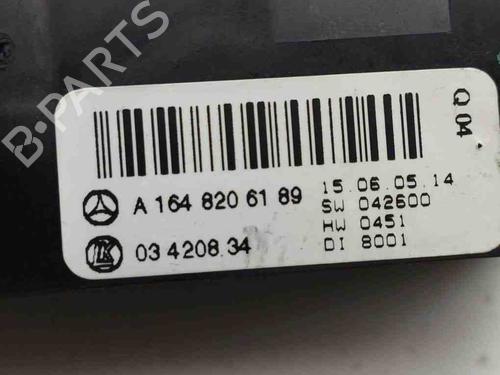 B-PARTS
Q 04
A 164 820 61 89
15.06.05.14
SW 042600
HW 0451
DI 8001
LK
03 4208 34